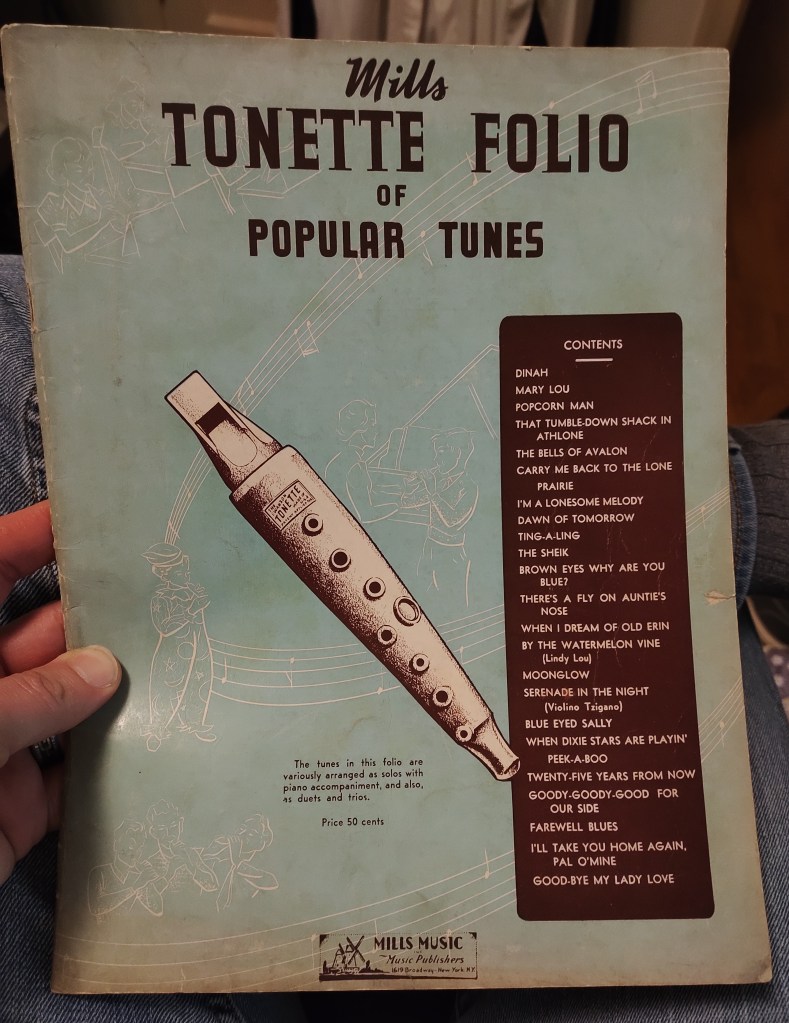 Mills
TONETTE FOLIO
OF
POPULAR TUNES
CONTENTS
DINAH
MARY LOU
POPCORN MAN
THAT TUMBLE-DOWN SHACK IN
ATHLONE
THE BELLS OF AVALON
CARRY ME BACK TO THE LONE
PRAIRIE
I'M A LONESOME MELODY
DAWN OF TOMORROW
TING-A-LING
THE SHEIK
BROWN EYES WHY ARE YOU
BLUE?
THERE'S A FLY ON AUNTIE'S
NOSE
WHEN I DREAM OF OLD ERIN
BY THE WATERMELON VINE
(Lindy Lou)
MOONGLOW
SERENADE IN THE NIGHT
(Violino Tzigano)
BLUE EYED SALLY
WHEN DIXIE STARS ARE PLAYIN'
PEEK-A-BOO
TWENTY-FIVE YEARS FROM NOW
GOODY-GOODY-GOOD FOR
OUR SIDE
FAREWELL BLUES
I'LL TAKE YOU HOME AGAIN,
PAL O'MINE
GOOD-BYE MY LADY LOVE
TONETTE
The tunes in this folio are
variously arranged as solos with
piano accompaniment, and also,
as duets and trios.
Price 50 cents
MILLS MUSIC
Music Publishers
1619 Broadway - New York N.Y.